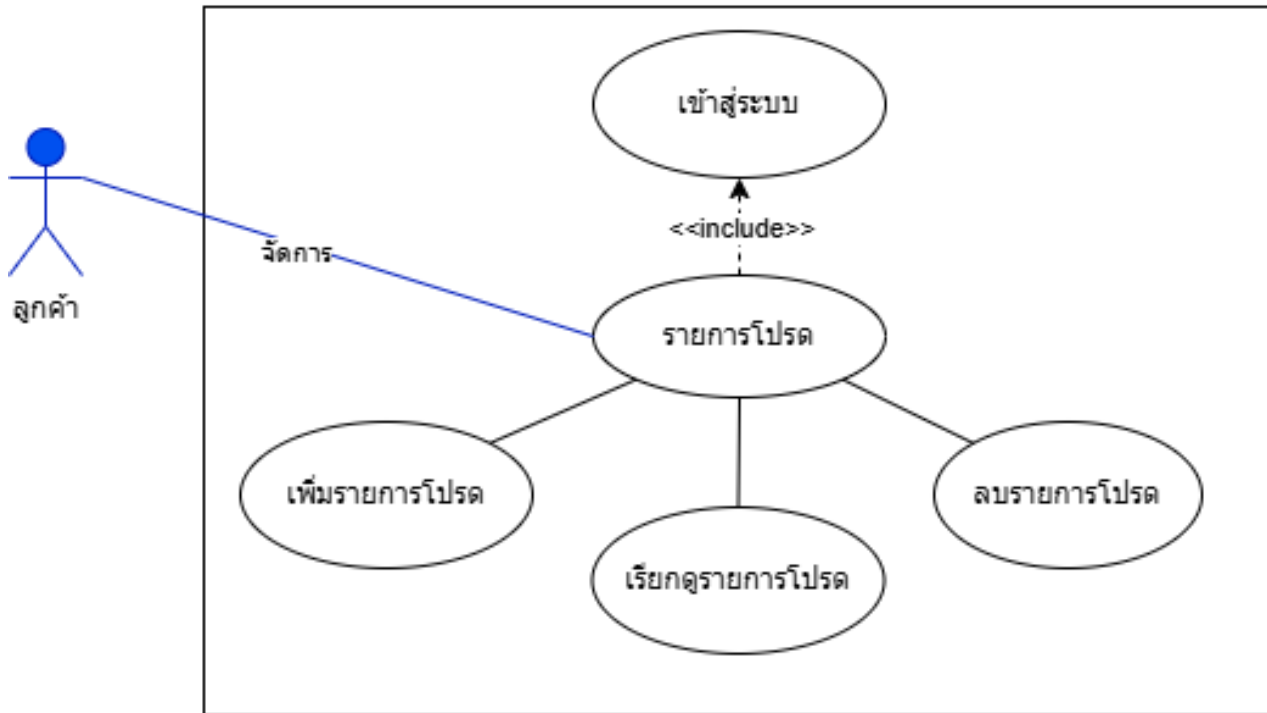 เข้าสู่ระบบ
<<include>>
จัดการ
ลูกค้า
รายการโปรด
เพิ่มรายการโปรด
ลบรายการโปรด
เรียกดูรายการโปรด